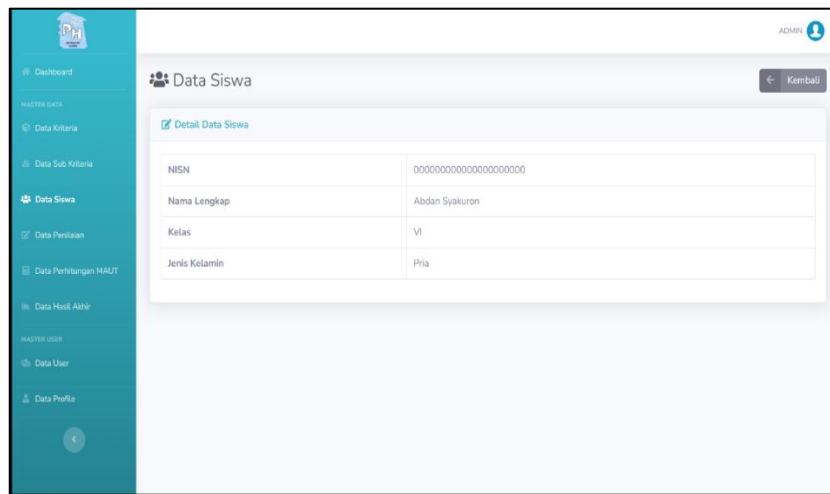 PH
ADMIN
Dashboard
MASTER DATA
Data Kriteria
Data Sub Kriteria
Data Siswa
Data Penilaian
Data Perhitungan MAUT
Data Hasil Akhir
MASTER USER
Data User
Data Profile
Data Siswa
Kembali
Detail Data Siswa
NISN 000000000000000000000
Nama Lengkap Abdan Syakuron
Kelas VI
Jenis Kelamin Pria